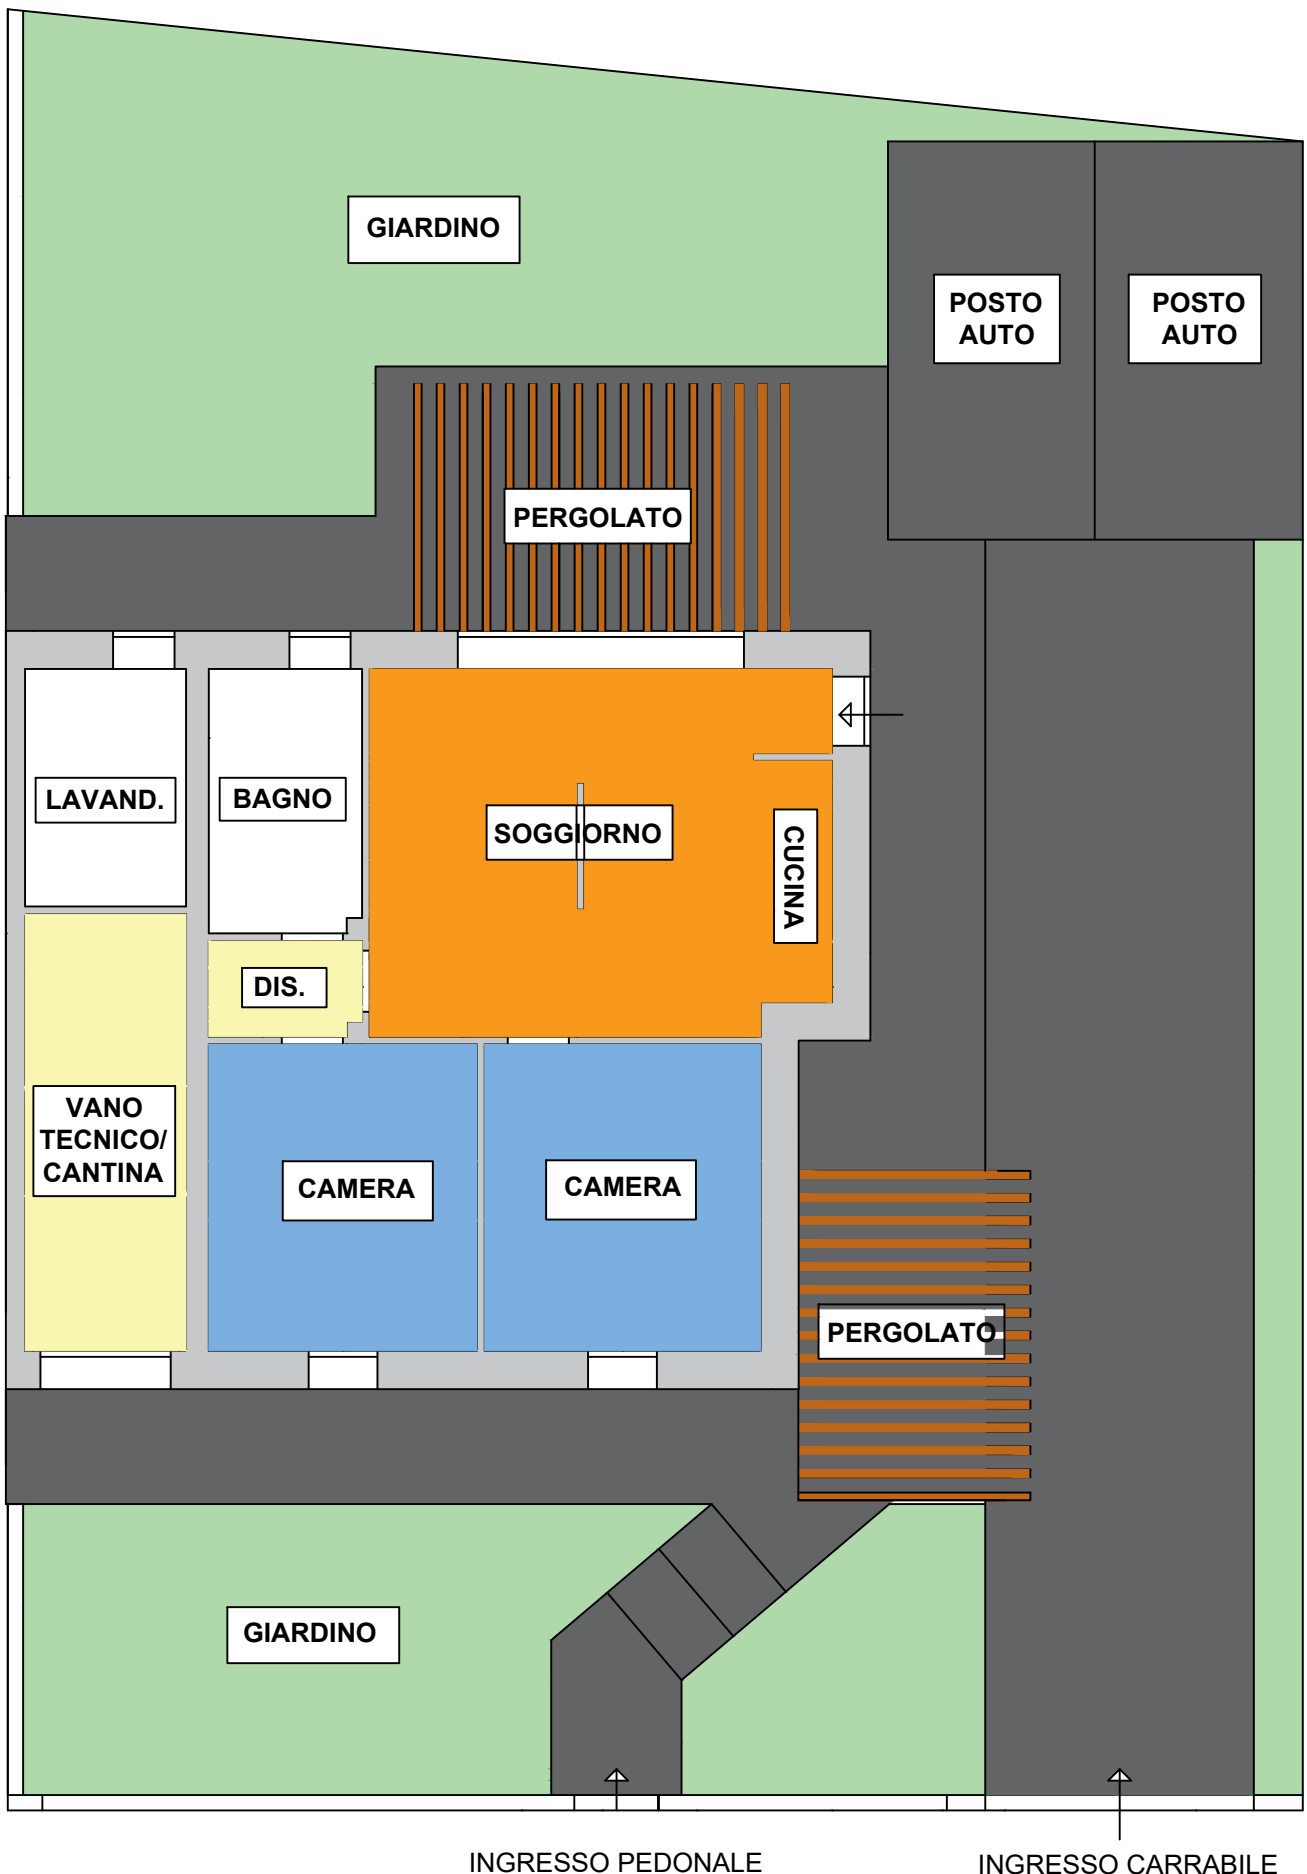 GIARDINO
POSTO
AUTO
POSTO
AUTO
PERGOLATO
LAVAND.
BAGNO
SOGGIORNO
CUCINA
DIS.
VANO
TECNICO/
CANTINA
CAMERA
CAMERA
PERGOLATO
GIARDINO
INGRESSO PEDONALE
INGRESSO CARRABILE